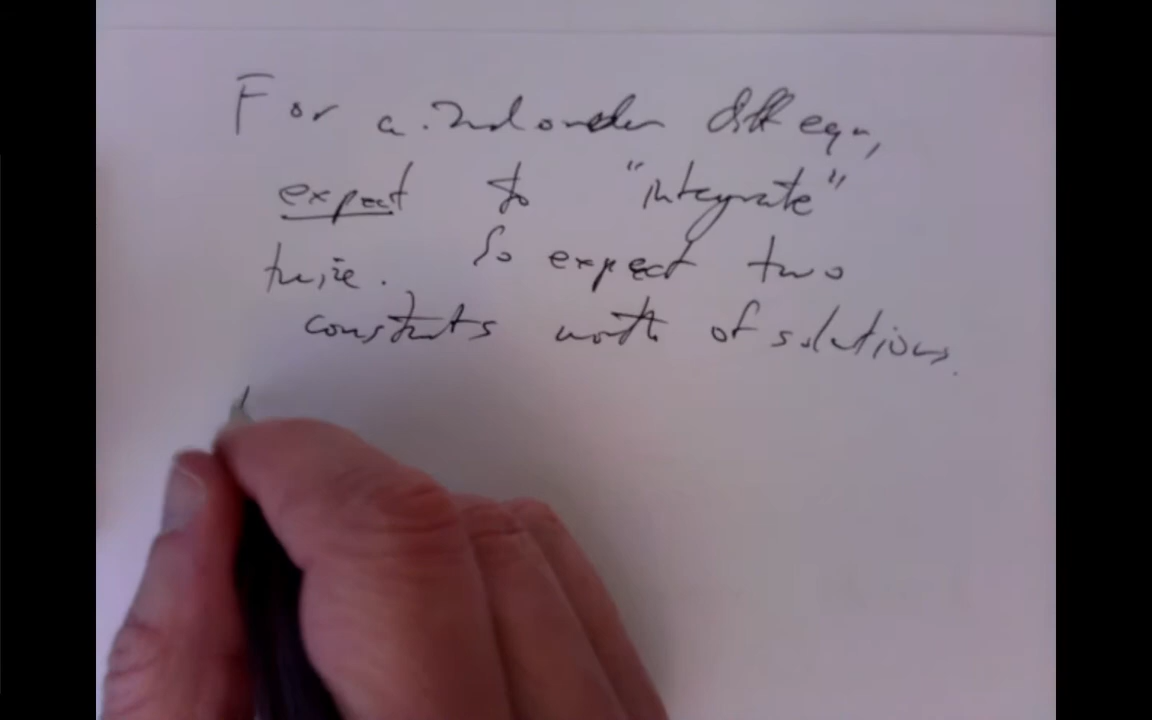 For a 2nd order diff eqn,
expect to "integrate"
twice. So expect two
constants worth of solutions.